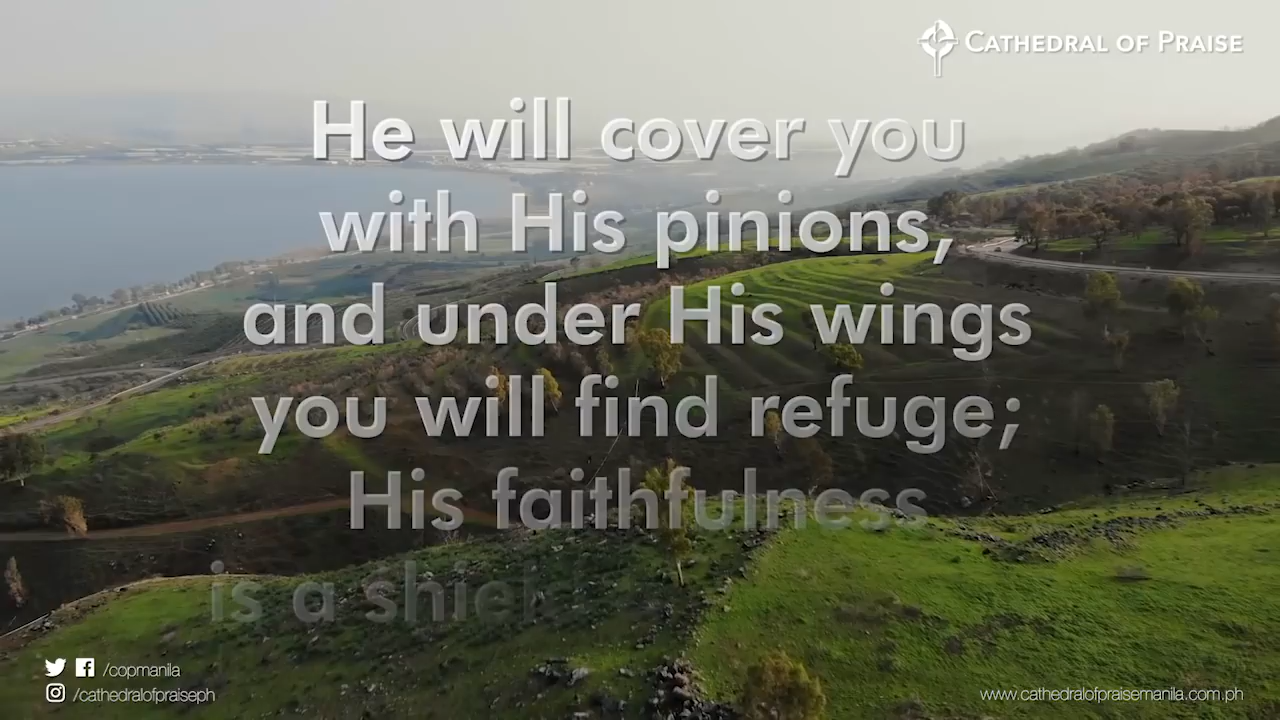 CATHEDRAL OF PRAISE
He will cover you
with His pinions,
and under His wings
you will find refuge;
His faithfulness
is a shiel
/copmanila
/cathedralofpraiseph
www.cathedralofpraisemanila.com.ph